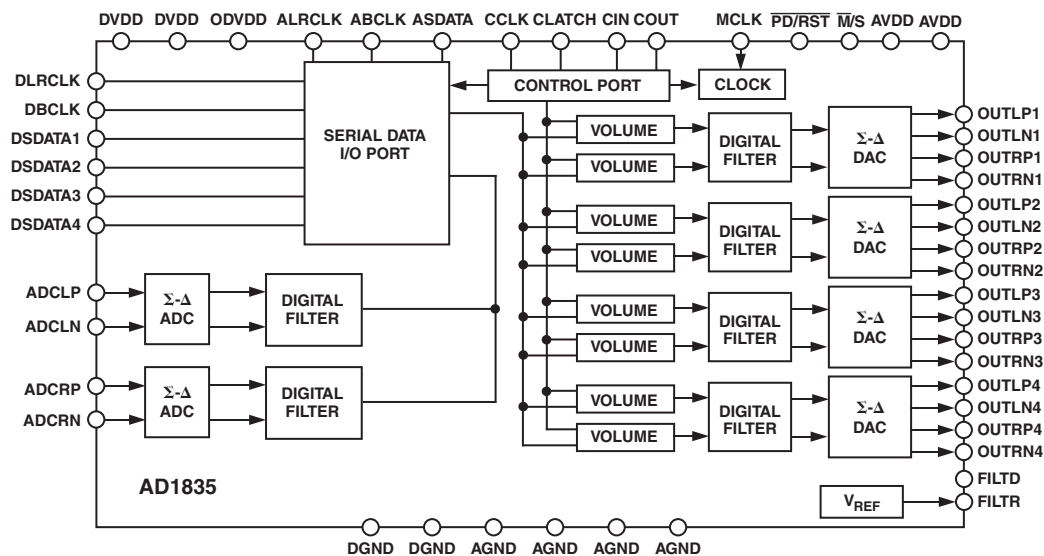 DVDD DVDD ODVDD ALRCLK ABCLK ASDATA CCLK CLATCH CIN COUT MCLK PD/RST M/S AVDD AVDD
DLRCLK
DBCLK
DSDATA1
DSDATA2
DSDATA3
DSDATA4
ADCLP
ADCLN
ADCRP
ADCRN
SERIAL DATA
I/O PORT
CONTROL PORT
CLOCK
Σ-Δ
ADC
DIGITAL
FILTER
Σ-Δ
ADC
DIGITAL
FILTER
VOLUME
VOLUME
DIGITAL
FILTER
Σ-Δ
DAC
VOLUME
VOLUME
DIGITAL
FILTER
Σ-Δ
DAC
VOLUME
VOLUME
DIGITAL
FILTER
Σ-Δ
DAC
VOLUME
VOLUME
DIGITAL
FILTER
Σ-Δ
DAC
OUTLP1
OUTLN1
OUTRP1
OUTRN1
OUTLP2
OUTLN2
OUTRP2
OUTRN2
OUTLP3
OUTLN3
OUTRP3
OUTRN3
OUTLP4
OUTLN4
OUTRP4
OUTRN4
FILTD
FILTR
VREF
AD1835
DGND DGND AGND AGND AGND AGND